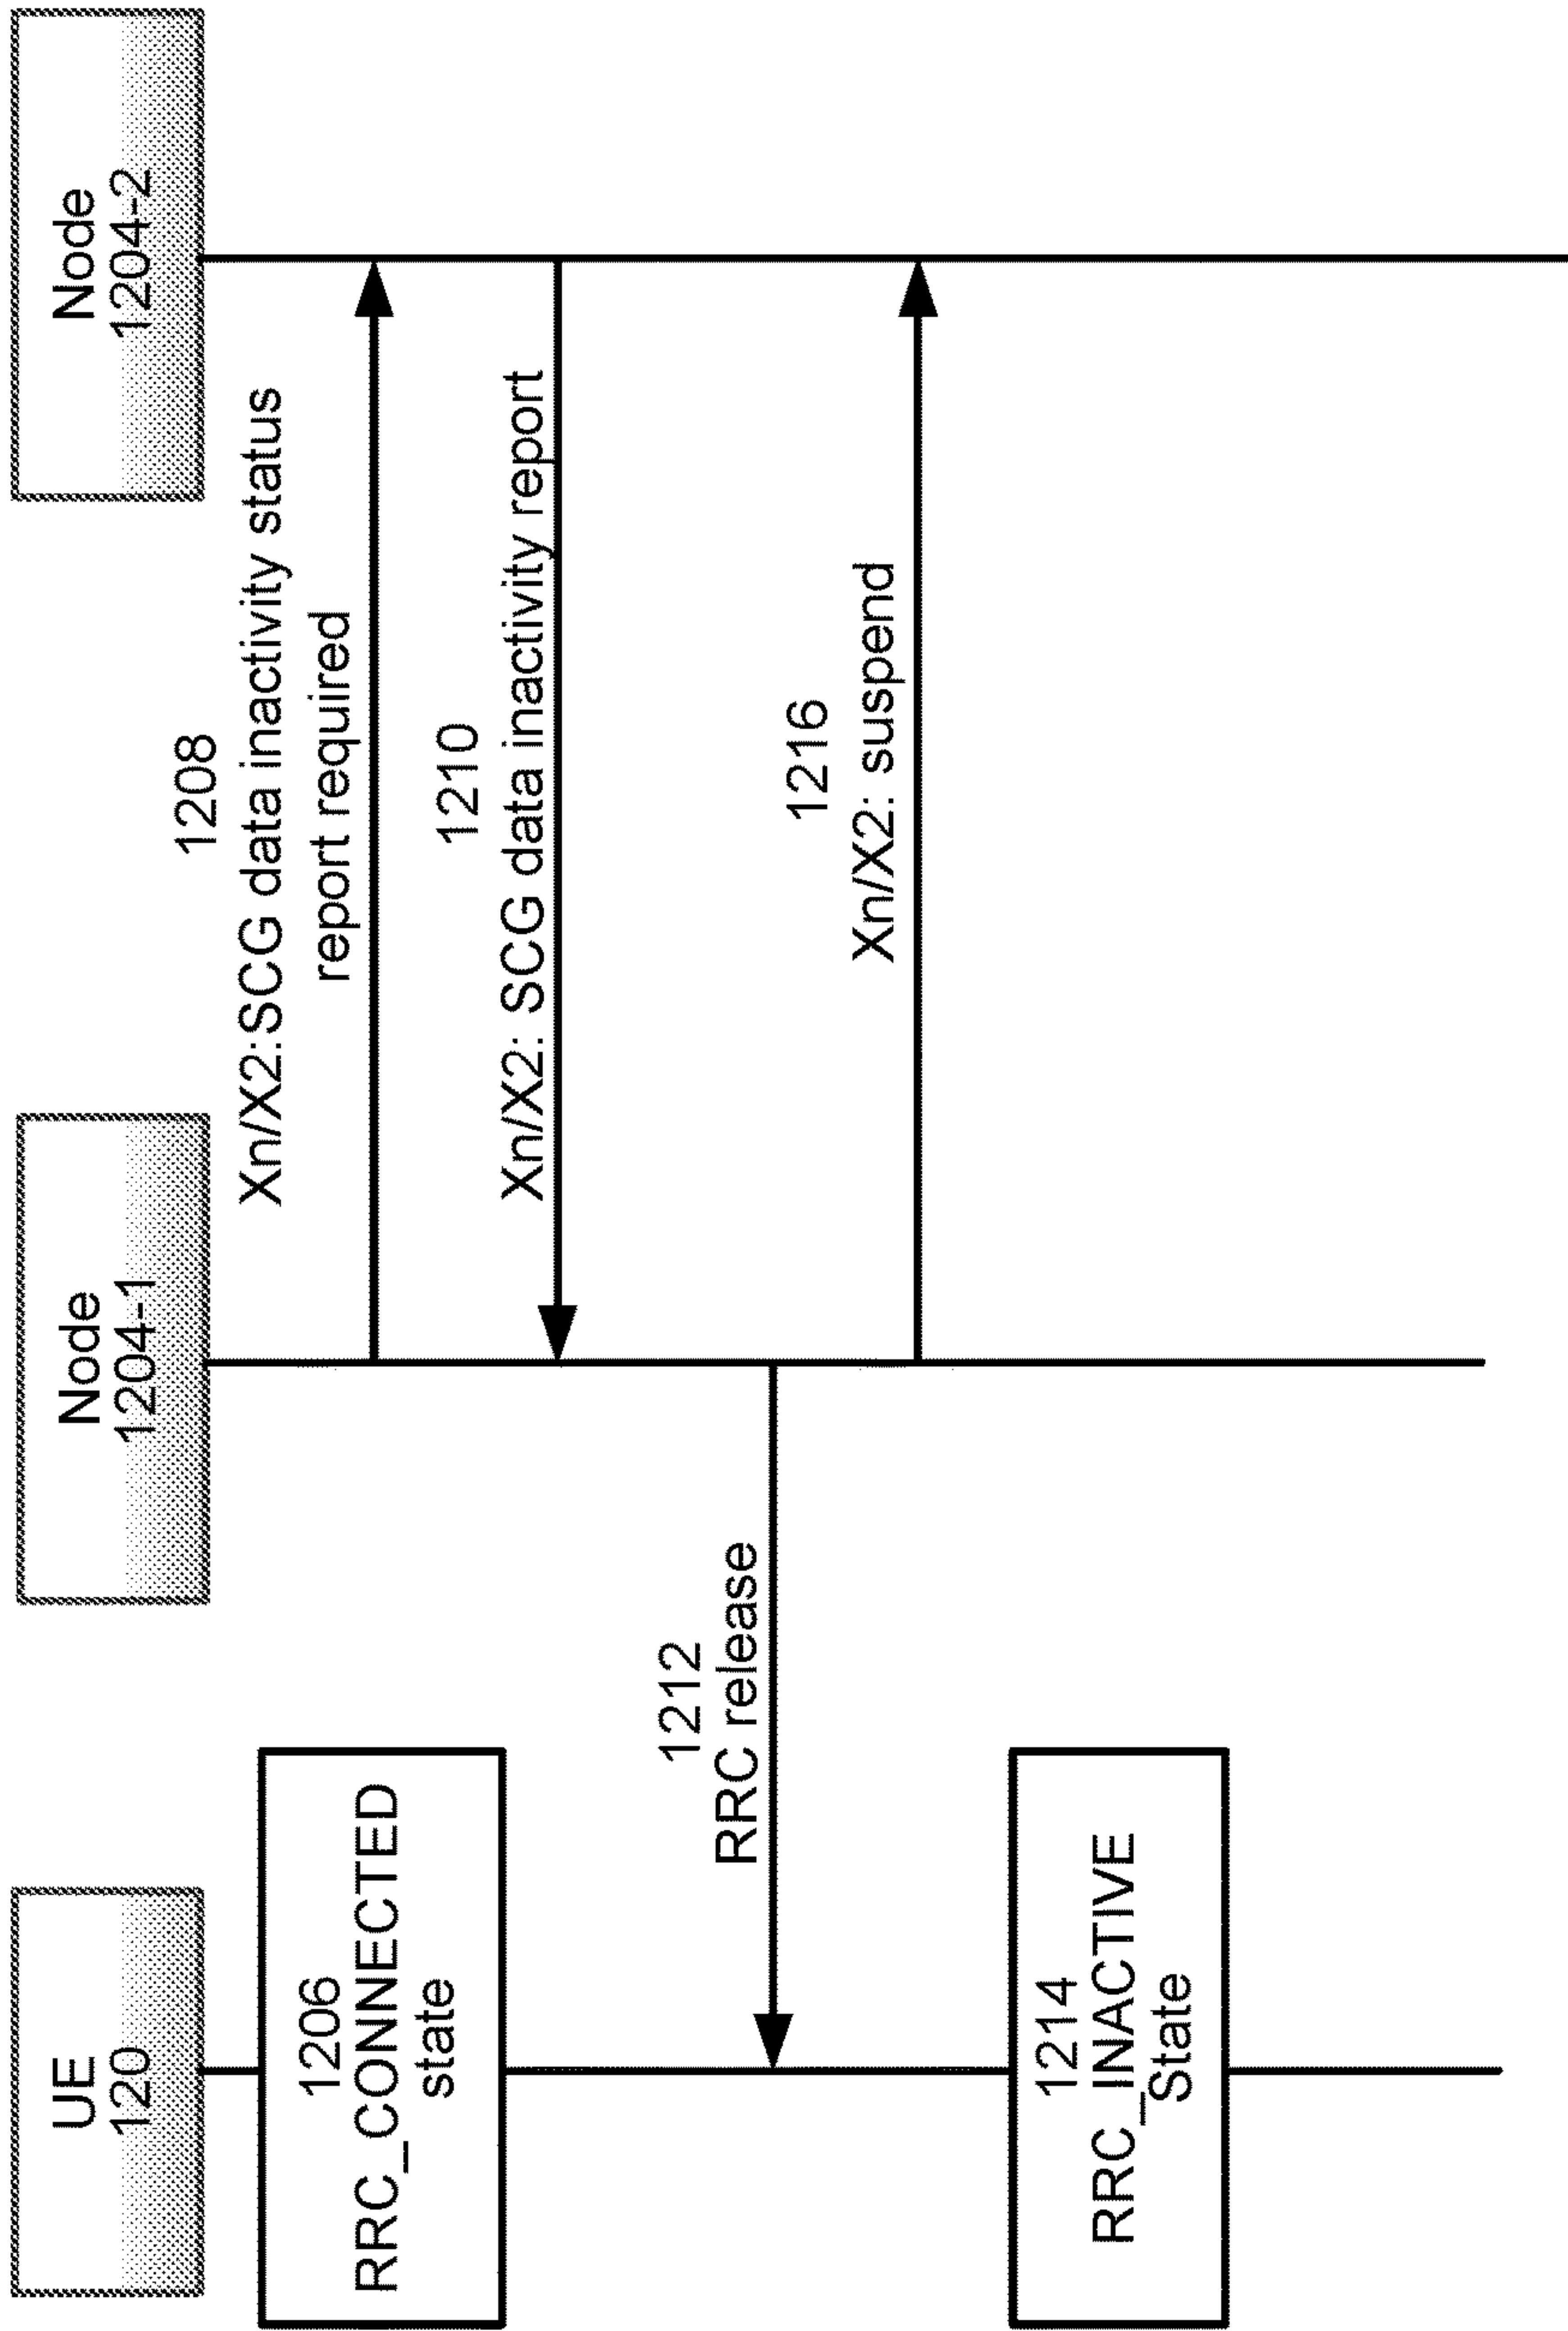 UE
120
Node
1204-1
Node
1204-2
1206
RRC_CONNECTED
state
1208
Xn/X2:SCG data inactivity status
report required
1210
Xn/X2: SCG data inactivity report
1212
RRC release
1216
Xn/X2: suspend
1214
RRC_INACTIVE
State